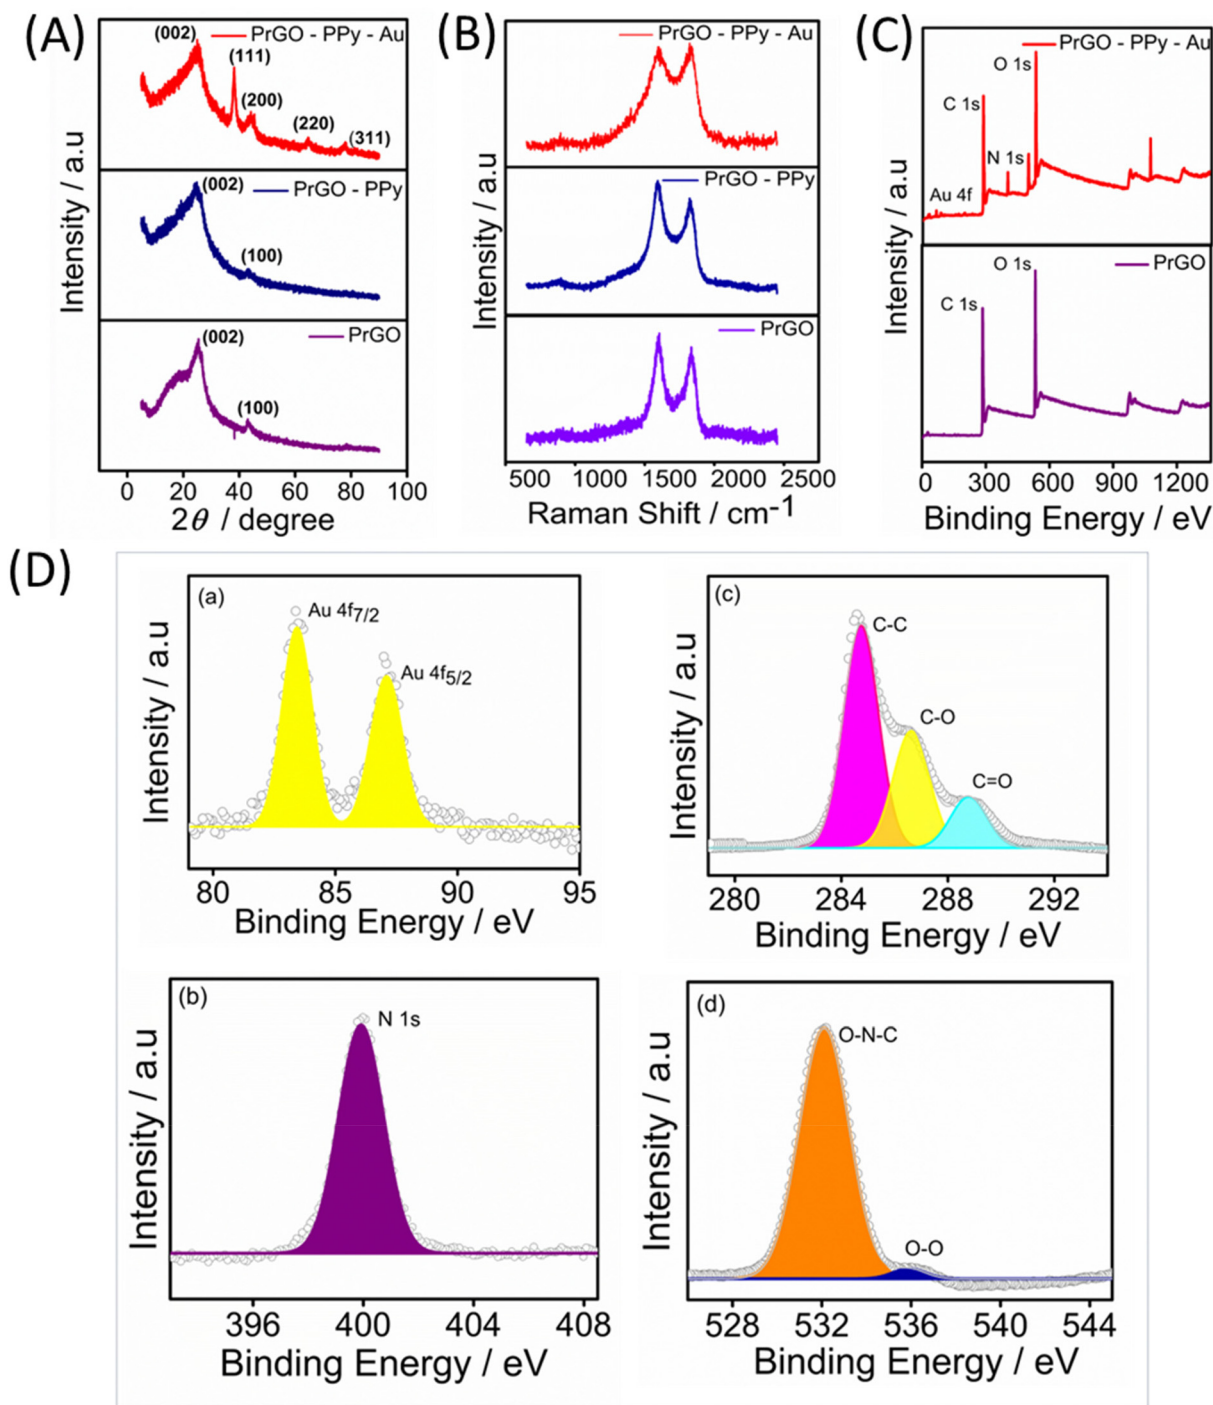 (A)
(002)
PrGO - PPy - Au
(111)
(200)
(220)
(311)
(002)
PrGO - PPy
(100)
(002)
PrGO
(100)
Intensity / a.u
0 20 40 60 80 100
2θ / degree
(B)
PrGO - PPy - Au
PrGO - PPy
PrGO
Intensity / a.u
500 1000 1500 2000 2500
Raman Shift / cm-1
(C)
PrGO - PPy - Au
O 1s
C 1s
N 1s
Au 4f
PrGO
O 1s
C 1s
Intensity / a.u
0 300 600 900 1200
Binding Energy / eV
(D)
(a)
Au 4f7/2
Au 4f5/2
Intensity / a.u
80 85 90 95
Binding Energy / eV
(c)
C-C
C-O
C=O
Intensity / a.u
280 284 288 292
Binding Energy / eV
(b)
N 1s
Intensity / a.u
396 400 404 408
Binding Energy / eV
(d)
O-N-C
O-O
Intensity / a.u
528 532 536 540 544
Binding Energy / eV